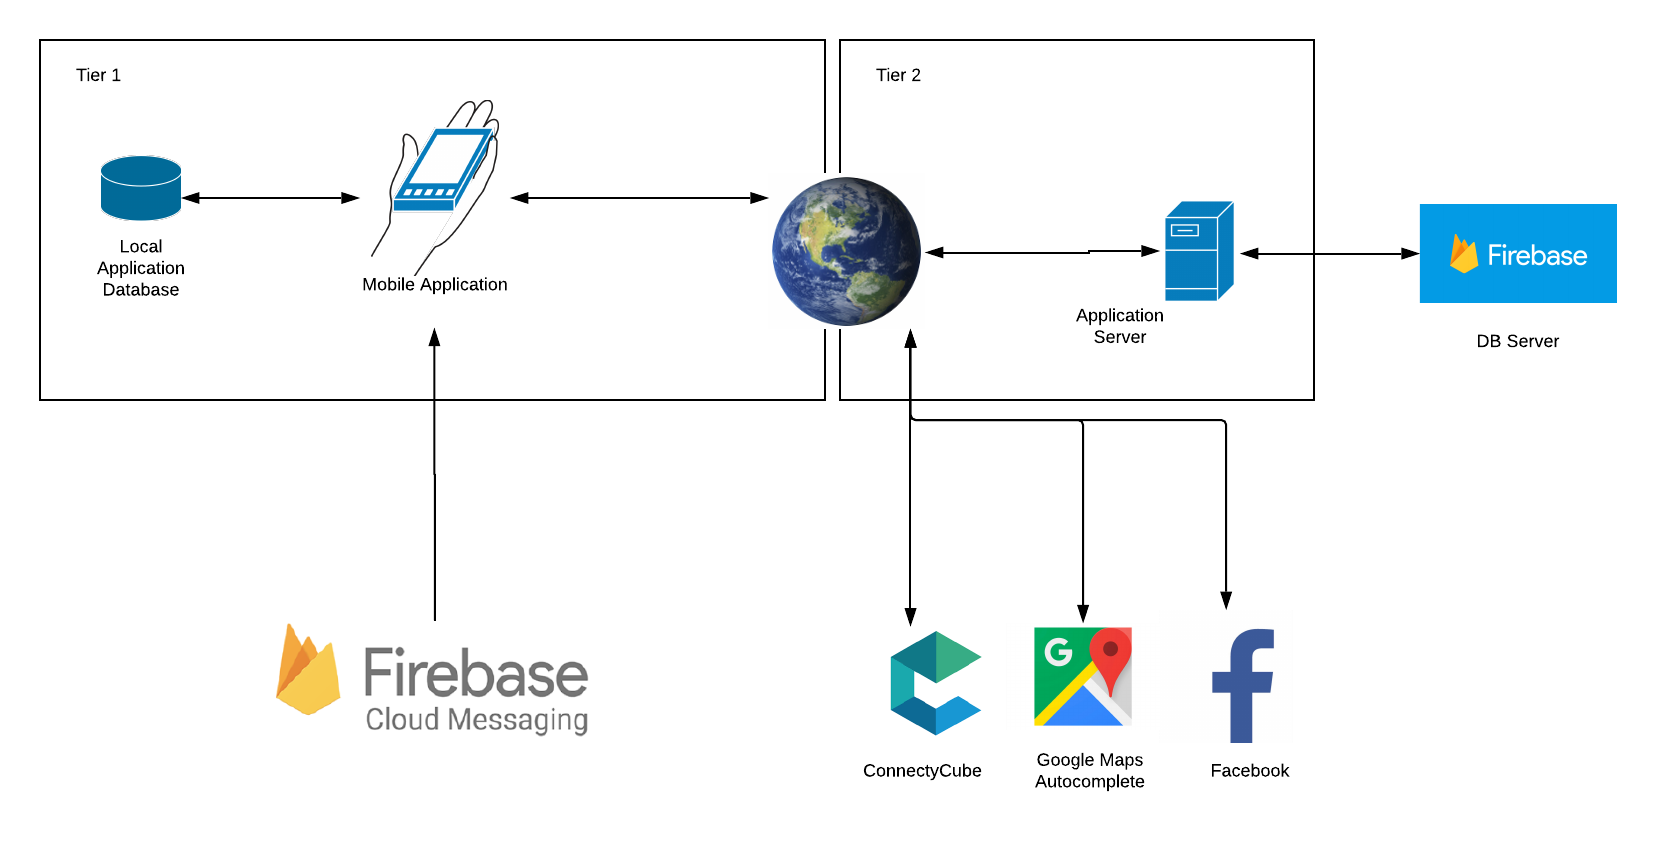 Tier 1
Tier 2
Local
Application
Database
Mobile Application
Application
Server
Firebase
DB Server
Firebase
Cloud Messaging
G
ConnectyCube
Google Maps
Autocomplete
Facebook